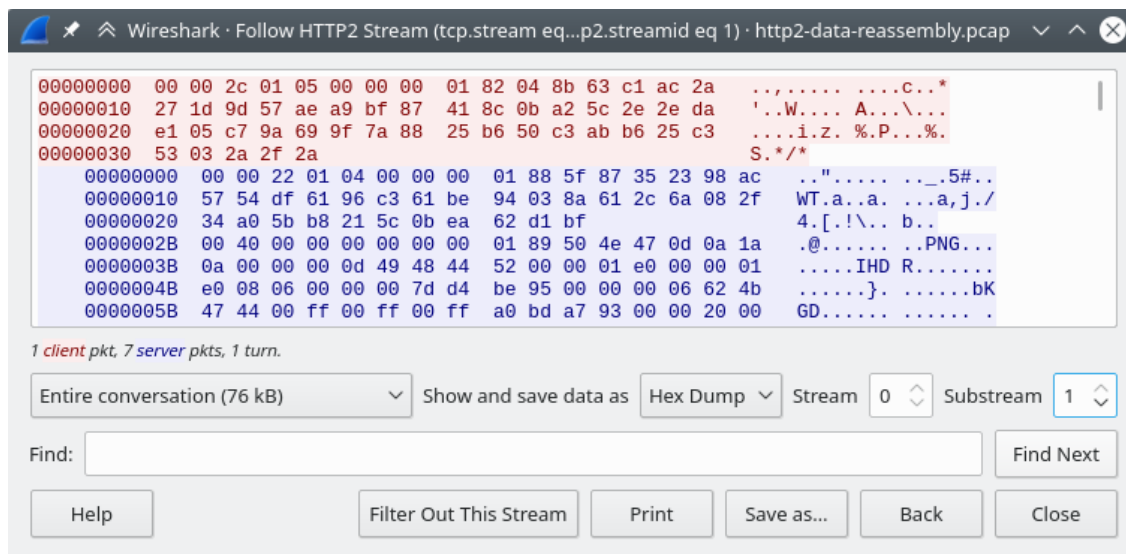 Wireshark · Follow HTTP2 Stream (tcp.stream eq...p2.streamid eq 1) · http2-data-reassembly.pcap
00000000  00 00 2c 01 05 00 00 00  01 82 04 8b 63 c1 ac 2a  ..,..... ....c..*
00000010  27 1d 9d 57 ae a9 bf 87  41 8c 0b a2 5c 2e 2e da  '..W.... A...\...
00000020  e1 05 c7 9a 69 9f 7a 88  25 b6 50 c3 ab b6 25 c3  ....i.z. %.P...%.
00000030  53 03 2a 2f 2a  S.*/*
00000000  00 00 22 01 04 00 00 00  01 88 5f 87 35 23 98 ac  .."..... .._.5#..
00000010  57 54 df 61 96 c3 61 be  94 03 8a 61 2c 6a 08 2f  WT.a..a. ...a,j./
00000020  34 a0 5b b8 21 5c 0b ea  62 d1 bf  4.[.!\.. b..
0000002B  00 40 00 00 00 00 00 00  01 89 50 4e 47 0d 0a 1a  .@...... ..PNG...
0000003B  0a 00 00 00 0d 49 48 44  52 00 00 01 e0 00 00 01  .....IHD R.......
0000004B  e0 08 06 00 00 00 7d d4  be 95 00 00 00 06 62 4b  ......}. ......bK
0000005B  47 44 00 ff 00 ff 00 ff  a0 bd a7 93 00 00 20 00  GD...... ...... .
1 client pkt, 7 server pkts, 1 turn.
Entire conversation (76 kB) Show and save data as Hex Dump Stream 0 Substream 1
Find: Find Next
Help Filter Out This Stream Print Save as... Back Close